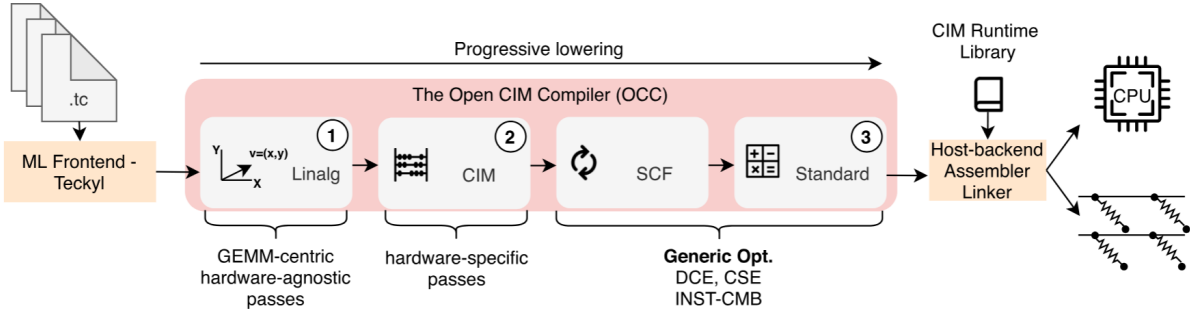 .tc
ML Frontend -
Teckyl
Progressive lowering
The Open CIM Compiler (OCC)
1
Y
v=(x,y)
X
Linalg
2
CIM
SCF
3
Standard
GEMM-centric
hardware-agnostic
passes
hardware-specific
passes
Generic Opt.
DCE, CSE
INST-CMB
CIM Runtime
Library
Host-backend
Assembler
Linker
CPU